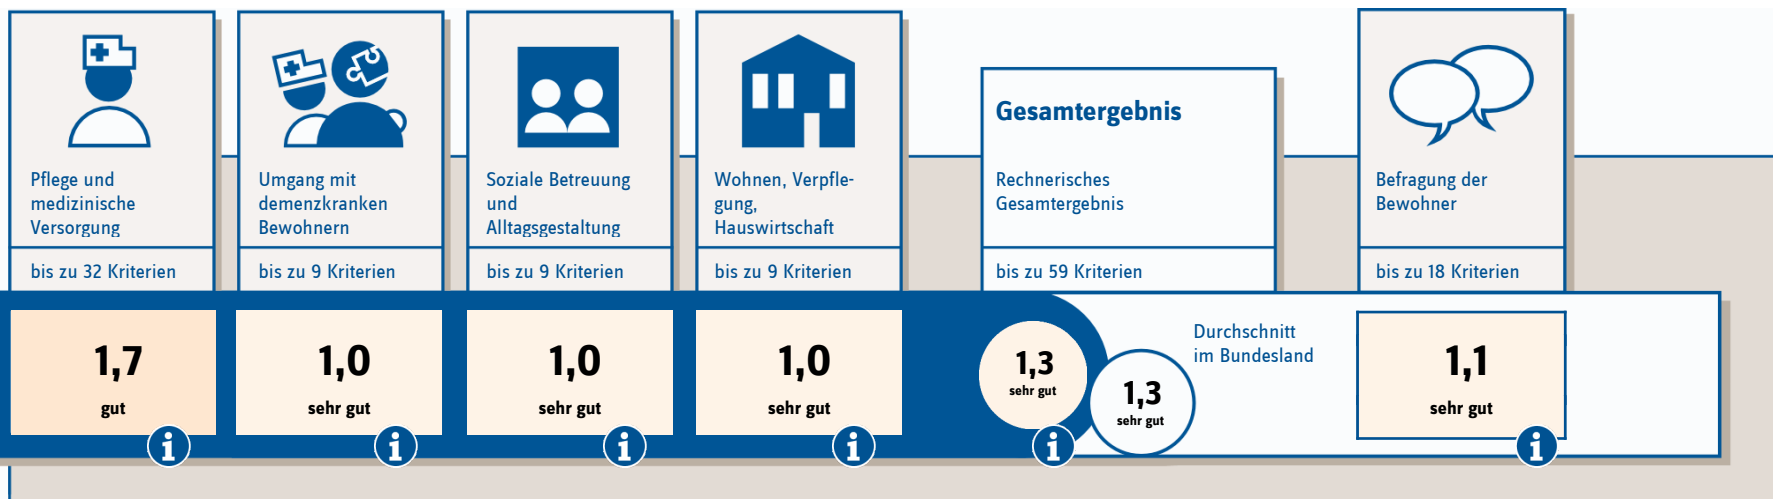 Pflege und
medizinische
Versorgung
bis zu 32 Kriterien
1,7
gut
i
Umgang mit
demenzkranken
Bewohnern
bis zu 9 Kriterien
1,0
sehr gut
i
Soziale Betreuung
und
Alltagsgestaltung
bis zu 9 Kriterien
1,0
sehr gut
i
Wohnen, Verpfle-
gung,
Hauswirtschaft
bis zu 9 Kriterien
1,0
sehr gut
i
Gesamtergebnis
Rechnerisches
Gesamtergebnis
bis zu 59 Kriterien
1,3
sehr gut
i
Durchschnitt
im Bundesland
1,3
sehr gut
Befragung der
Bewohner
bis zu 18 Kriterien
1,1
sehr gut
i